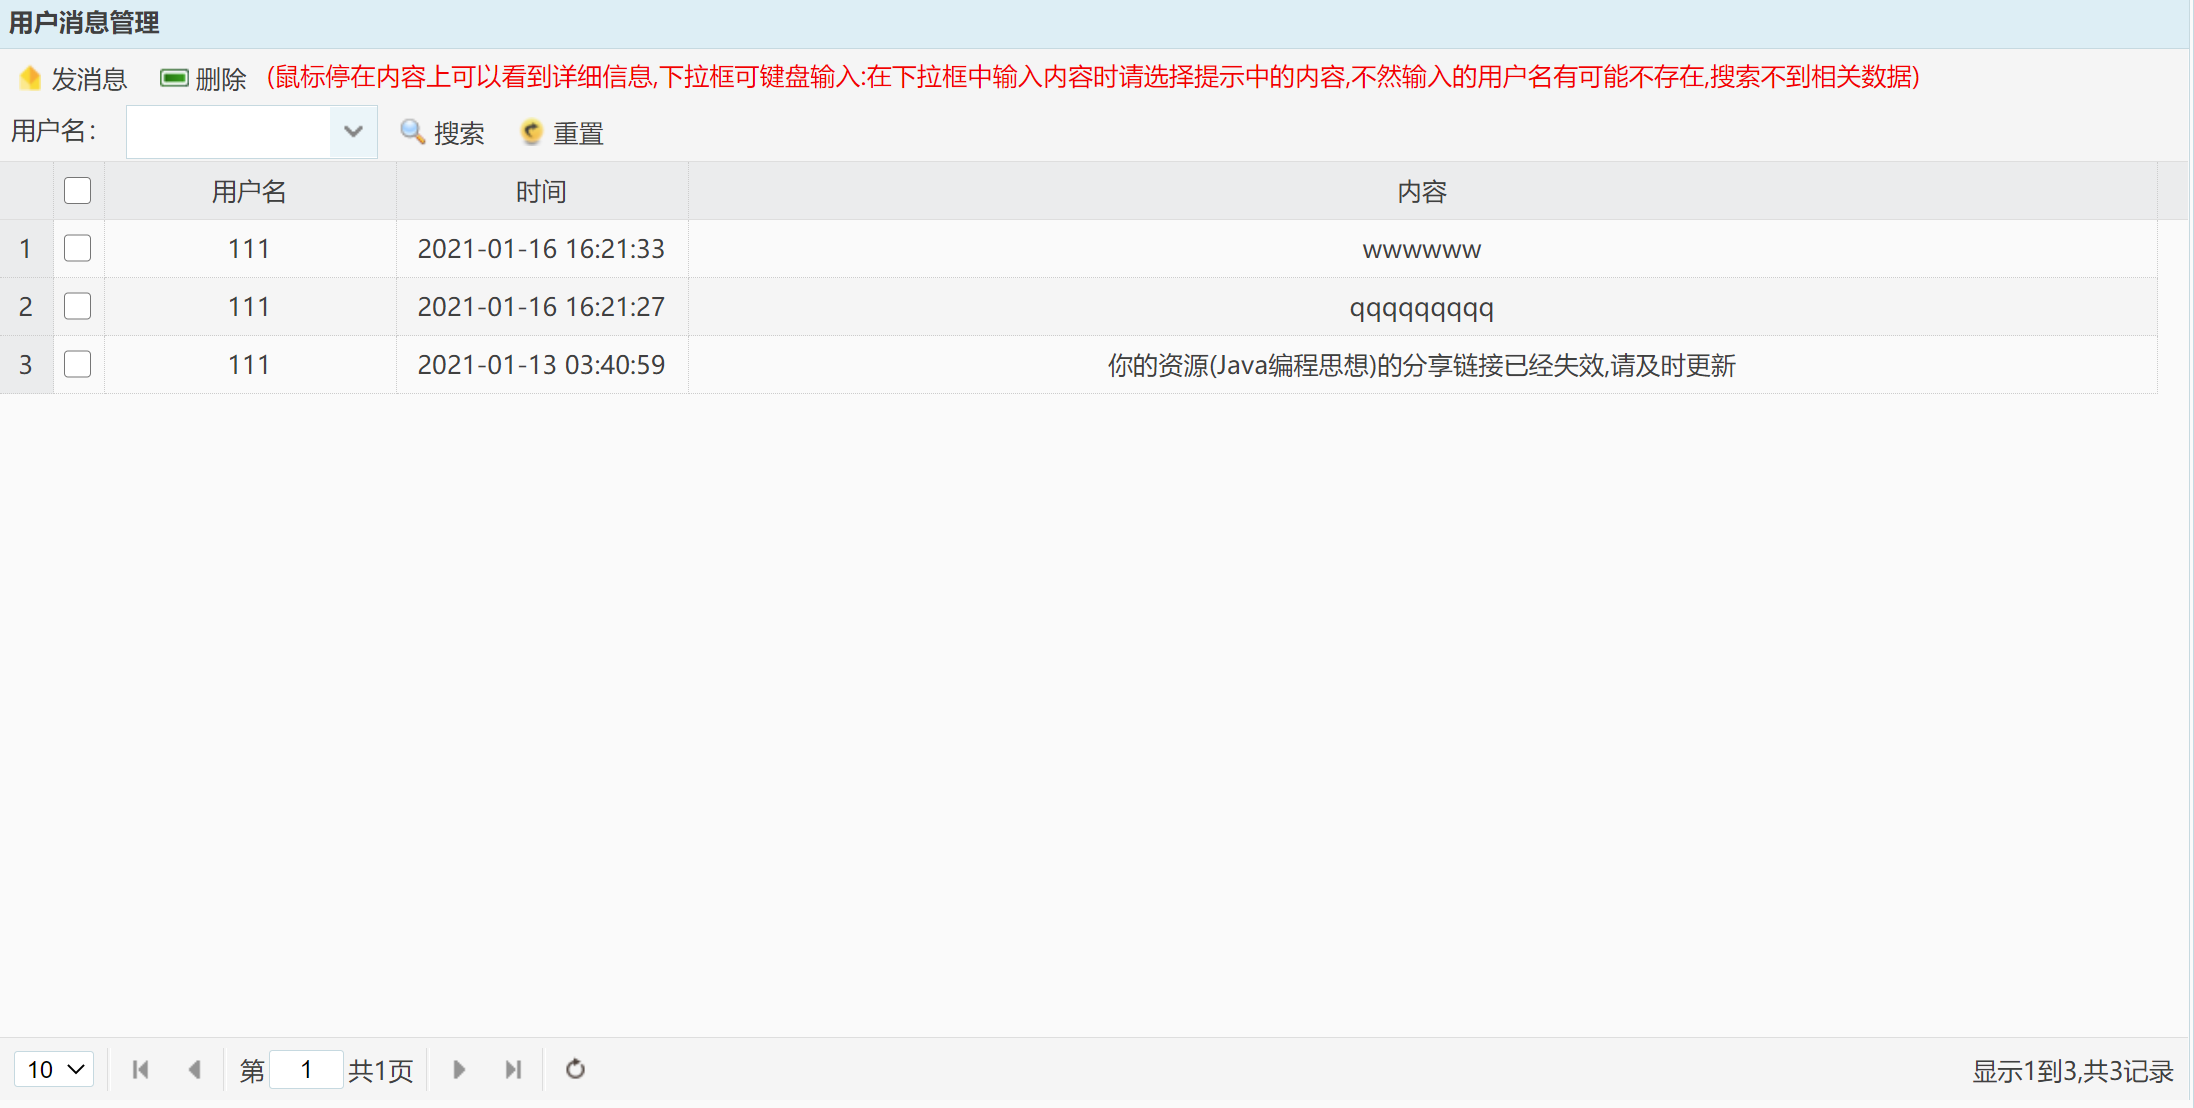 用户消息管理
发消息 删除 (鼠标停在内容上可以看到详细信息,下拉框可键盘输入:在下拉框中输入内容时请选择提示中的内容,不然输入的用户名有可能不存在,搜索不到相关数据)
用户名： 搜索 重置
用户名 时间 内容
1 111 2021-01-16 16:21:33 wwwwww
2 111 2021-01-16 16:21:27 qqqqqqqqq
3 111 2021-01-13 03:40:59 你的资源(Java编程思想)的分享链接已经失效,请及时更新
10 第 1 共1页 显示1到3,共3记录